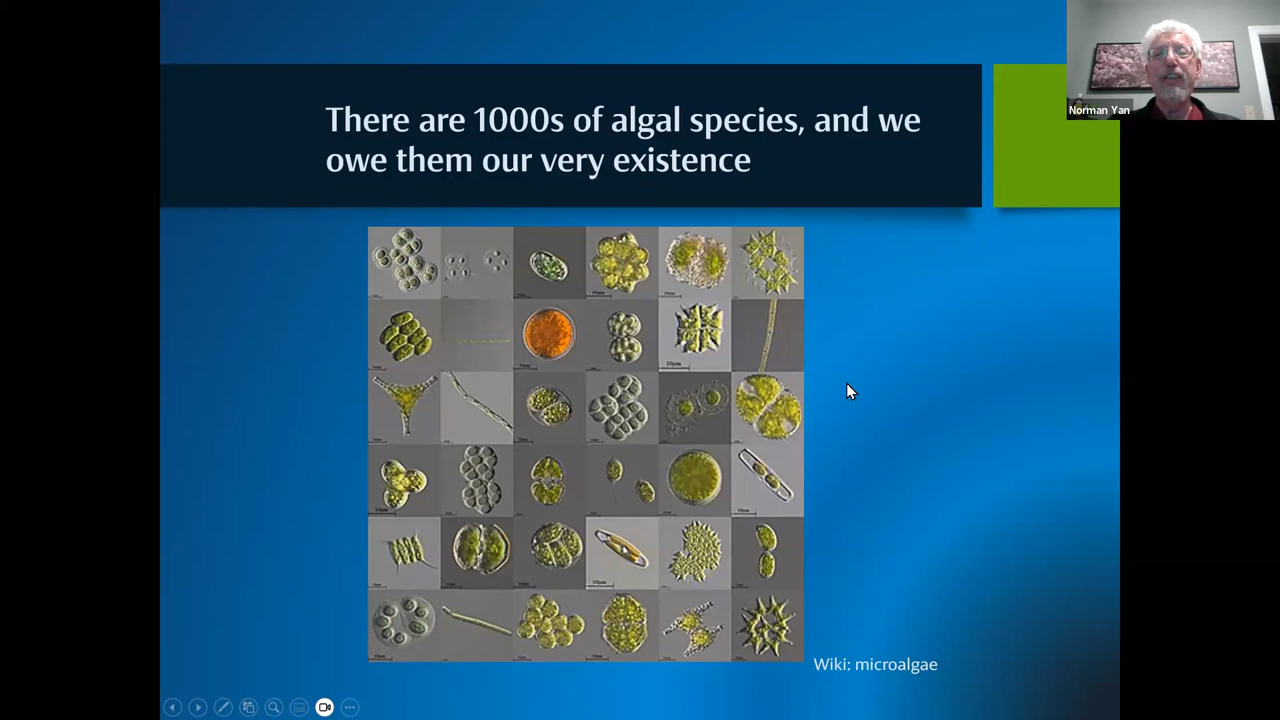 Norman Yan
There are 1000s of algal species, and we
owe them our very existence
Wiki: microalgae